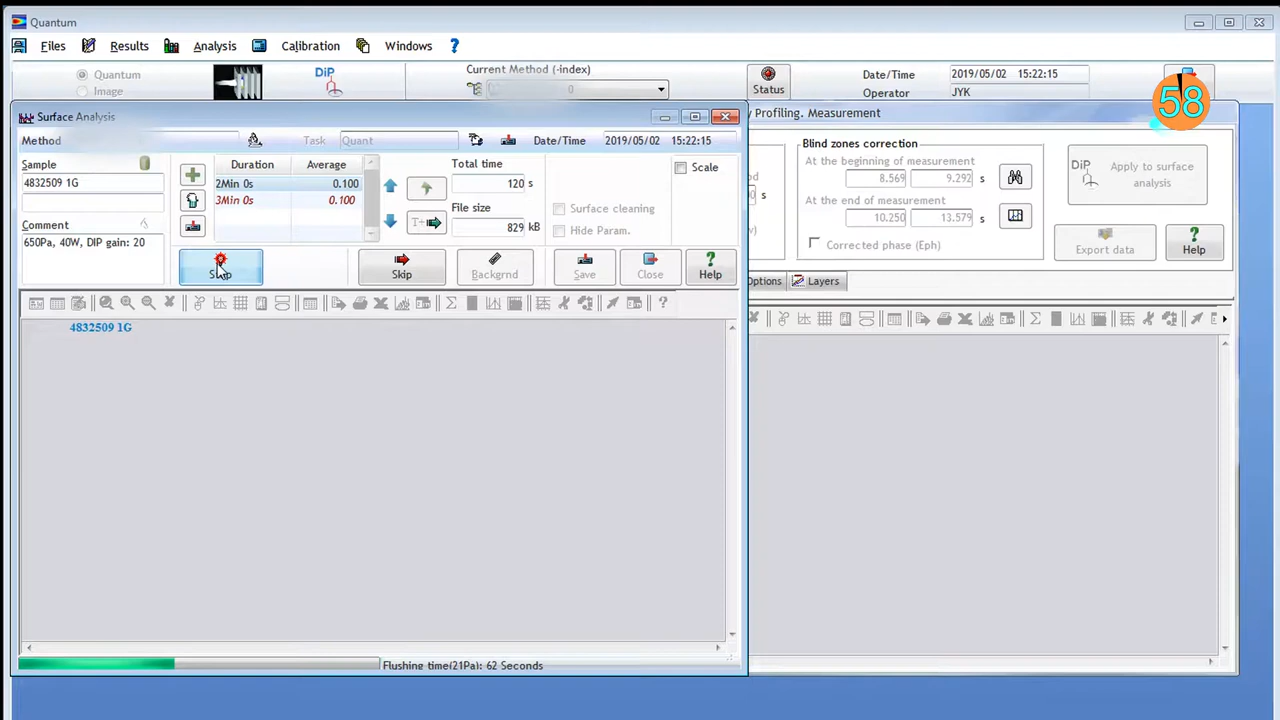 Quantum
Files Results Analysis Calibration Windows ?
Quantum
Image
DiP
Current Method (-index)
0
Status
Date/Time 2019/05/02 15:22:15
Operator JYK
58
Surface Analysis
Method Task Quant Date/Time 2019/05/02 15:22:15
Sample
4832509 1G
Comment
650Pa, 40W, DIP gain: 20
Duration Average
2Min 0s 0.100
3Min 0s 0.100
T÷
Total time
120 s
File size
829 kB
Surface cleaning
Hide Param.
Scale
Skip Backgrnd Save Close Help
4832509 1G
Flushing time(21Pa): 62 Seconds
y Profiling. Measurement
Blind zones correction
At the beginning of measurement
8.569 9.292 s
At the end of measurement
10.250 13.579 s
Corrected phase (Eph)
DiP
Apply to surface
analysis
Export data Help
Options Layers